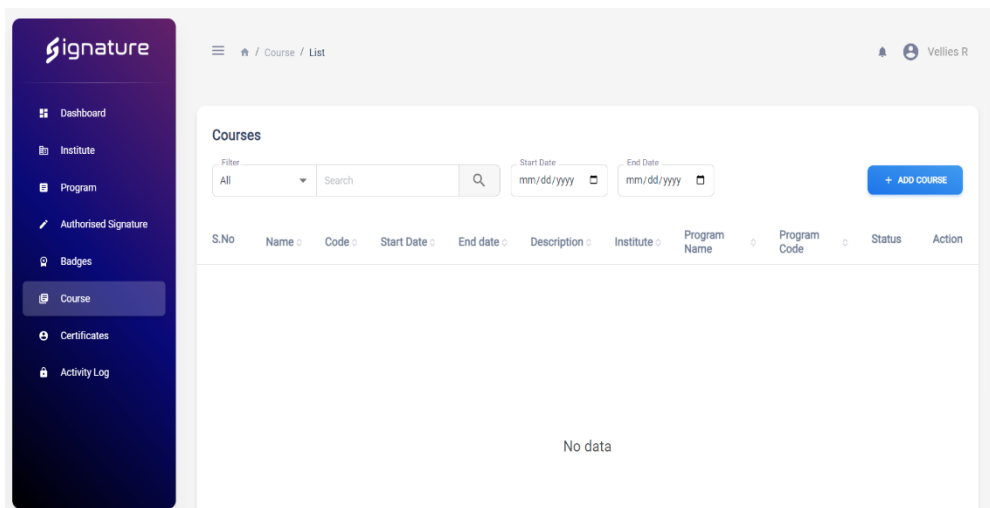 Signature
Dashboard
Institute
Program
Authorised Signature
Badges
Course
Certificates
Activity Log
/ Course / List
Vellies R
Courses
Filter
All
Search
Start Date
mm/dd/yyyy
End Date
mm/dd/yyyy
+ ADD COURSE
S.No Name Code Start Date End date Description Institute Program Name Program Code Status Action
No data